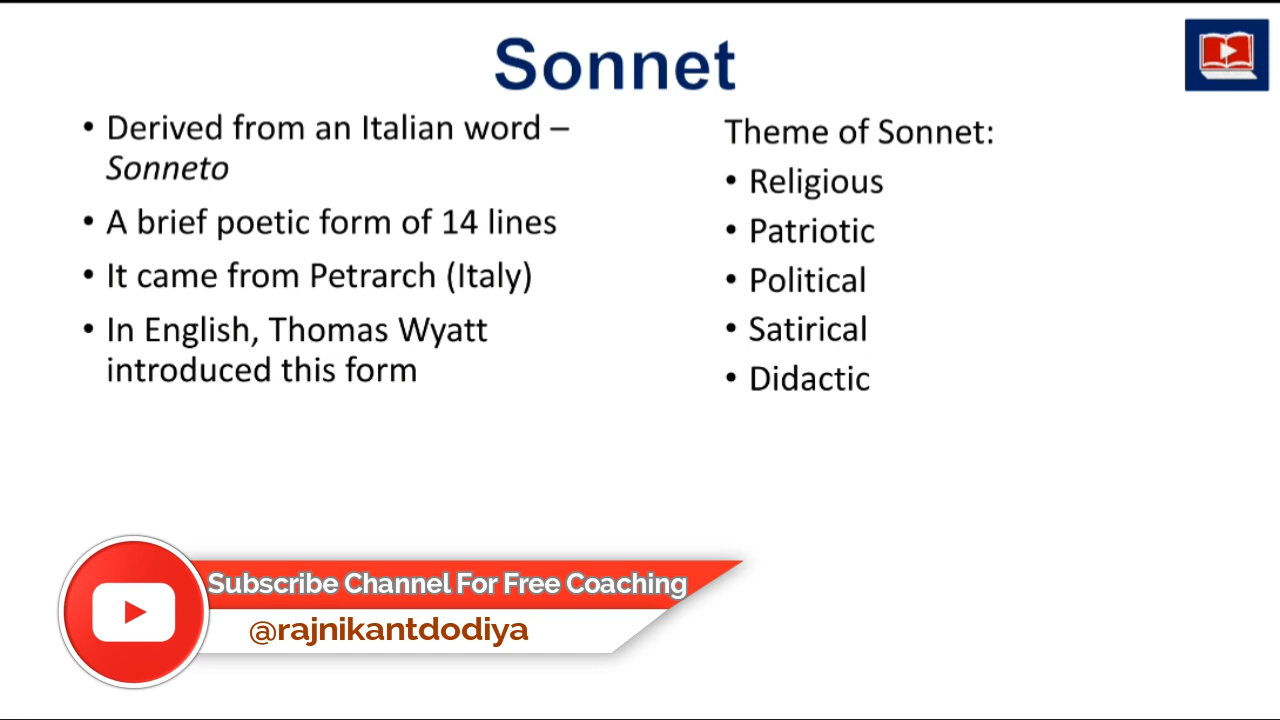 Sonnet
• Derived from an Italian word –
Sonneto
• A brief poetic form of 14 lines
• It came from Petrarch (Italy)
• In English, Thomas Wyatt
introduced this form
Theme of Sonnet:
• Religious
• Patriotic
• Political
• Satirical
• Didactic
Subscribe Channel For Free Coaching
@rajnikantdodiya